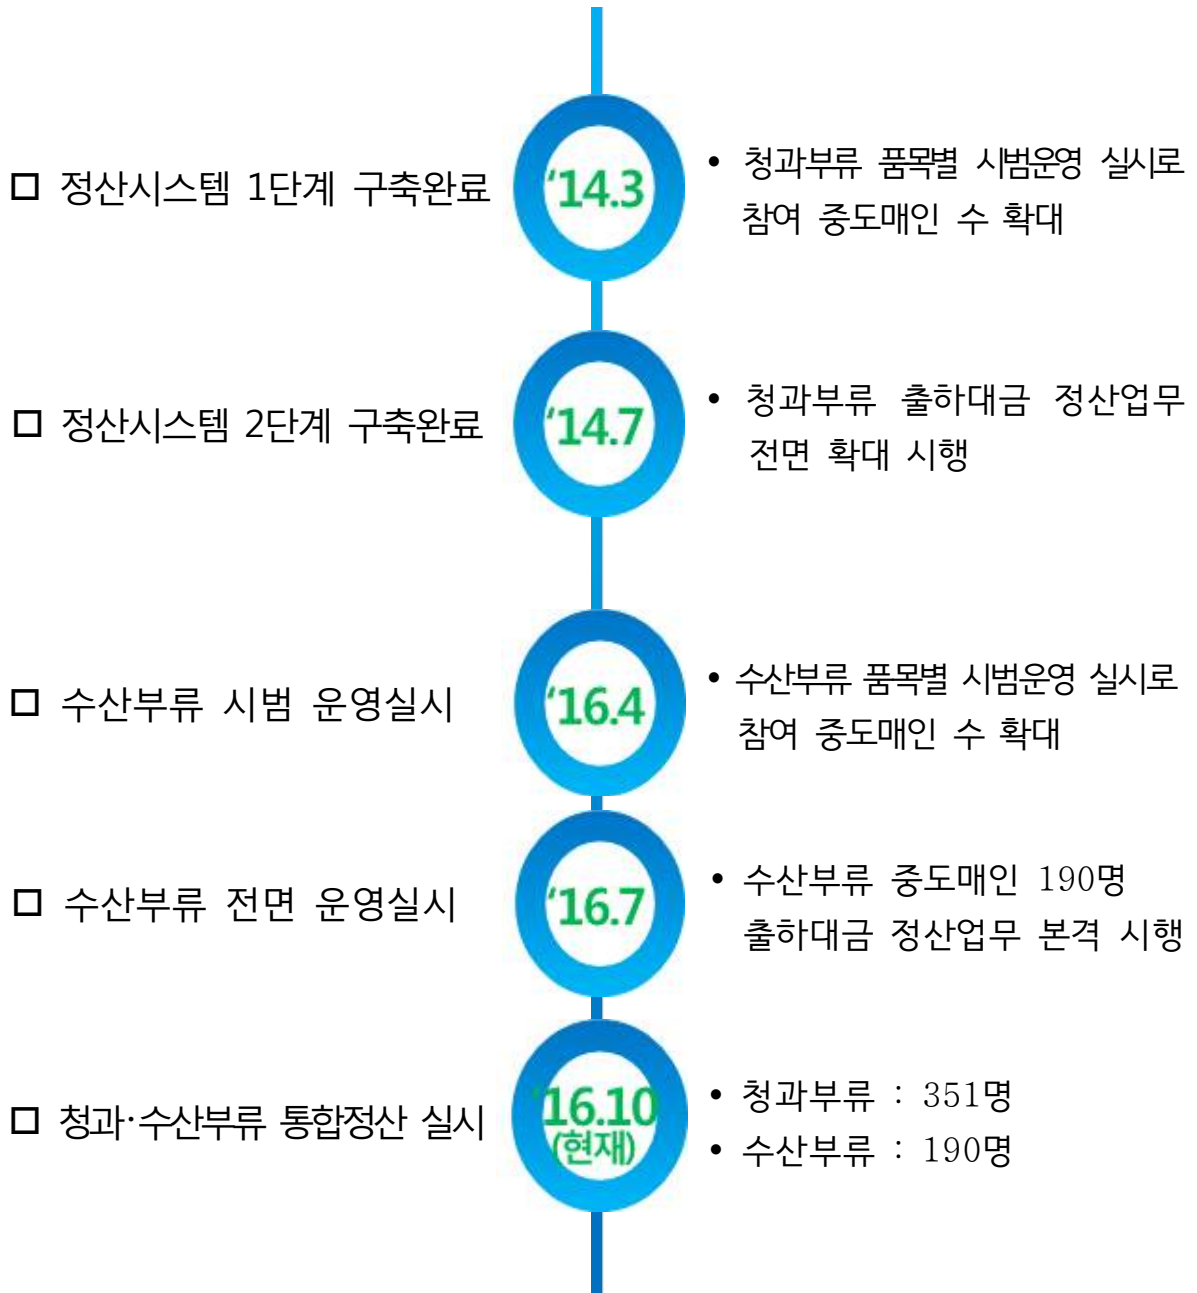 □ 정산시스템 1단계 구축완료
‘14.3
• 청과부류 품목별 시범운영 실시로
참여 중도매인 수 확대
□ 정산시스템 2단계 구축완료
‘14.7
• 청과부류 출하대금 정산업무
전면 확대 시행
□ 수산부류 시범 운영실시
‘16.4
• 수산부류 품목별 시범운영 실시로
참여 중도매인 수 확대
□ 수산부류 전면 운영실시
‘16.7
• 수산부류 중도매인 190명
출하대금 정산업무 본격 시행
□ 청과·수산부류 통합정산 실시
‘16.10
(현재)
• 청과부류 : 351명
• 수산부류 : 190명